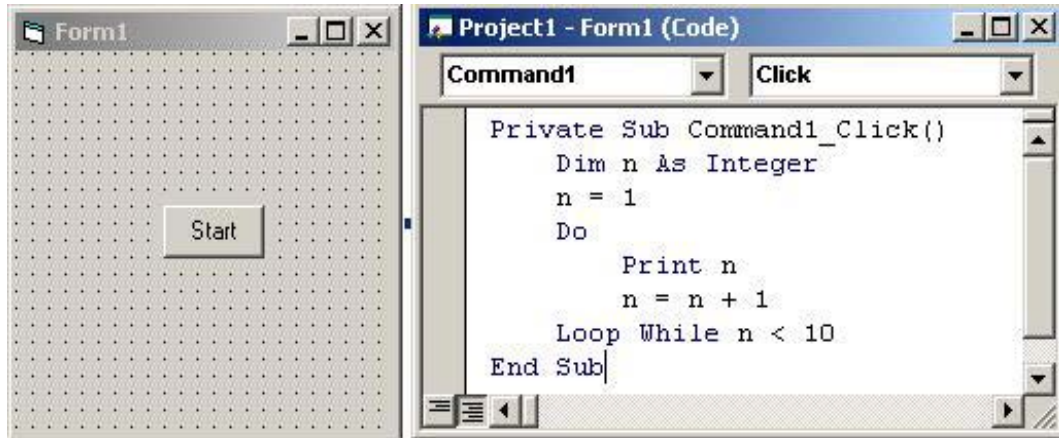 Form1
Start
Project1 - Form1 (Code)
Command1 Click
Private Sub Command1_Click()
Dim n As Integer
n = 1
Do
Print n
n = n + 1
Loop While n < 10
End Sub